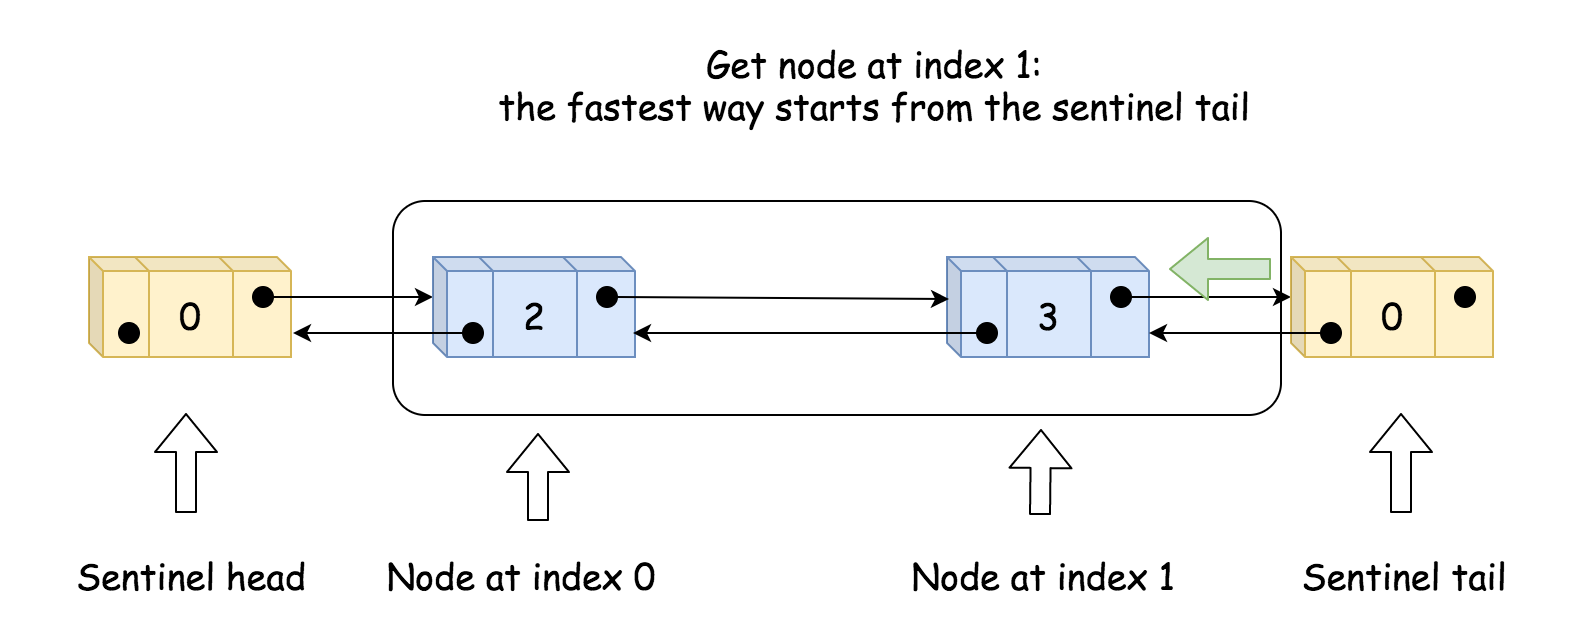 Get node at index 1:
the fastest way starts from the sentinel tail
0 2 3 0
Sentinel head Node at index 0 Node at index 1 Sentinel tail